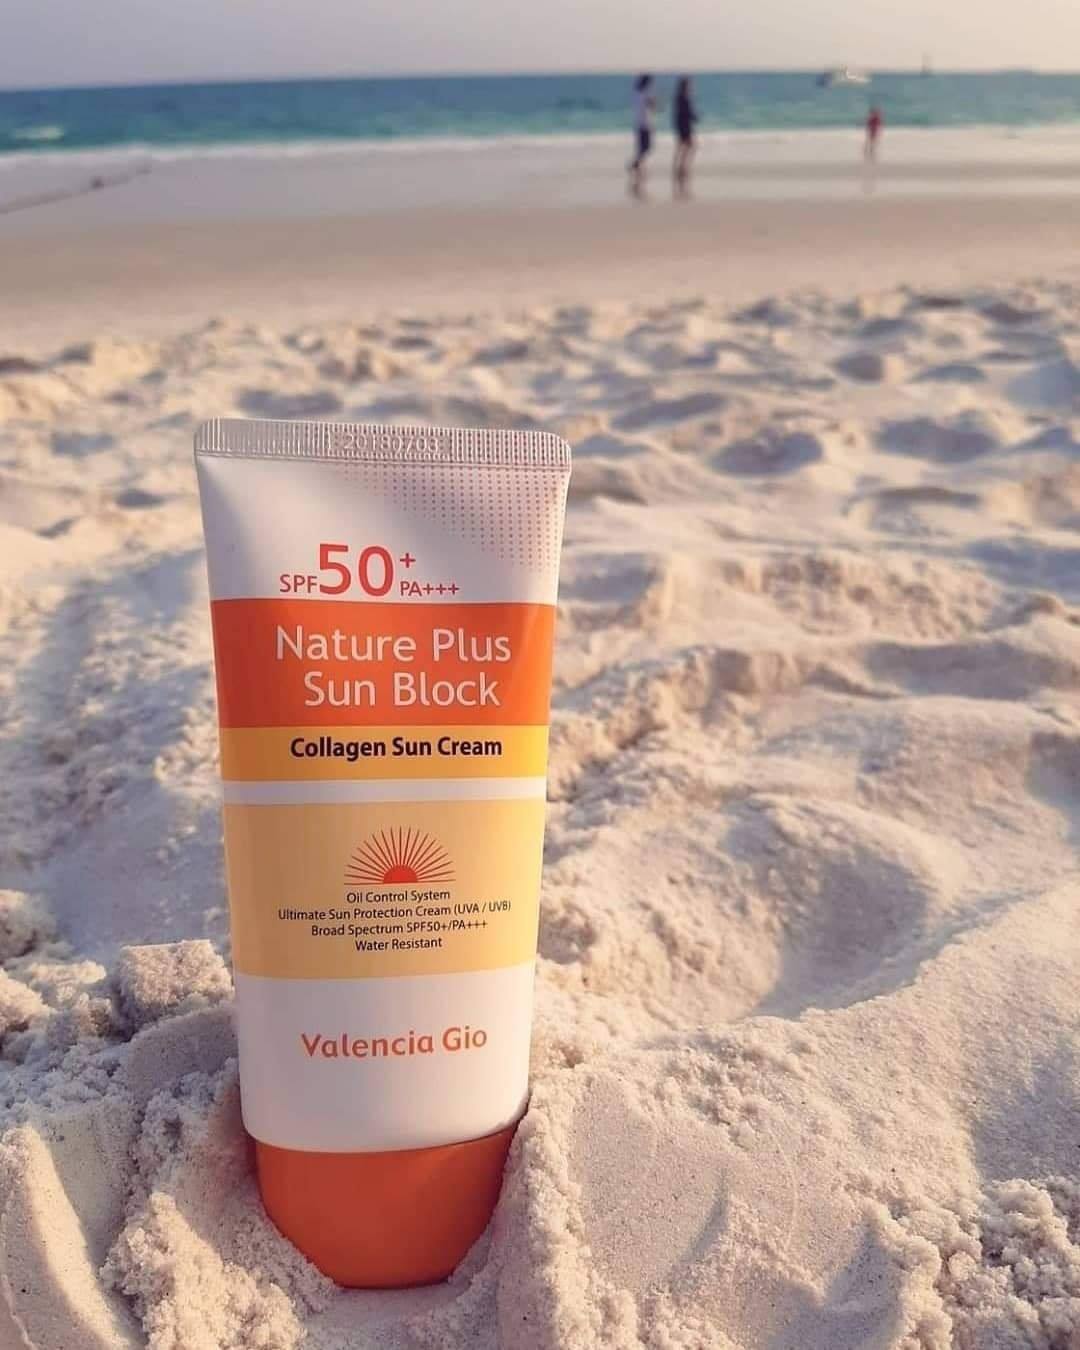 20180703
SPF50+
PA+++
Nature Plus
Sun Block
Collagen Sun Cream
Oil Control System
Ultimate Sun Protection Cream (UVA / UVB)
Broad Spectrum SPF50+/PA+++
Water Resistant
Valencia Gio